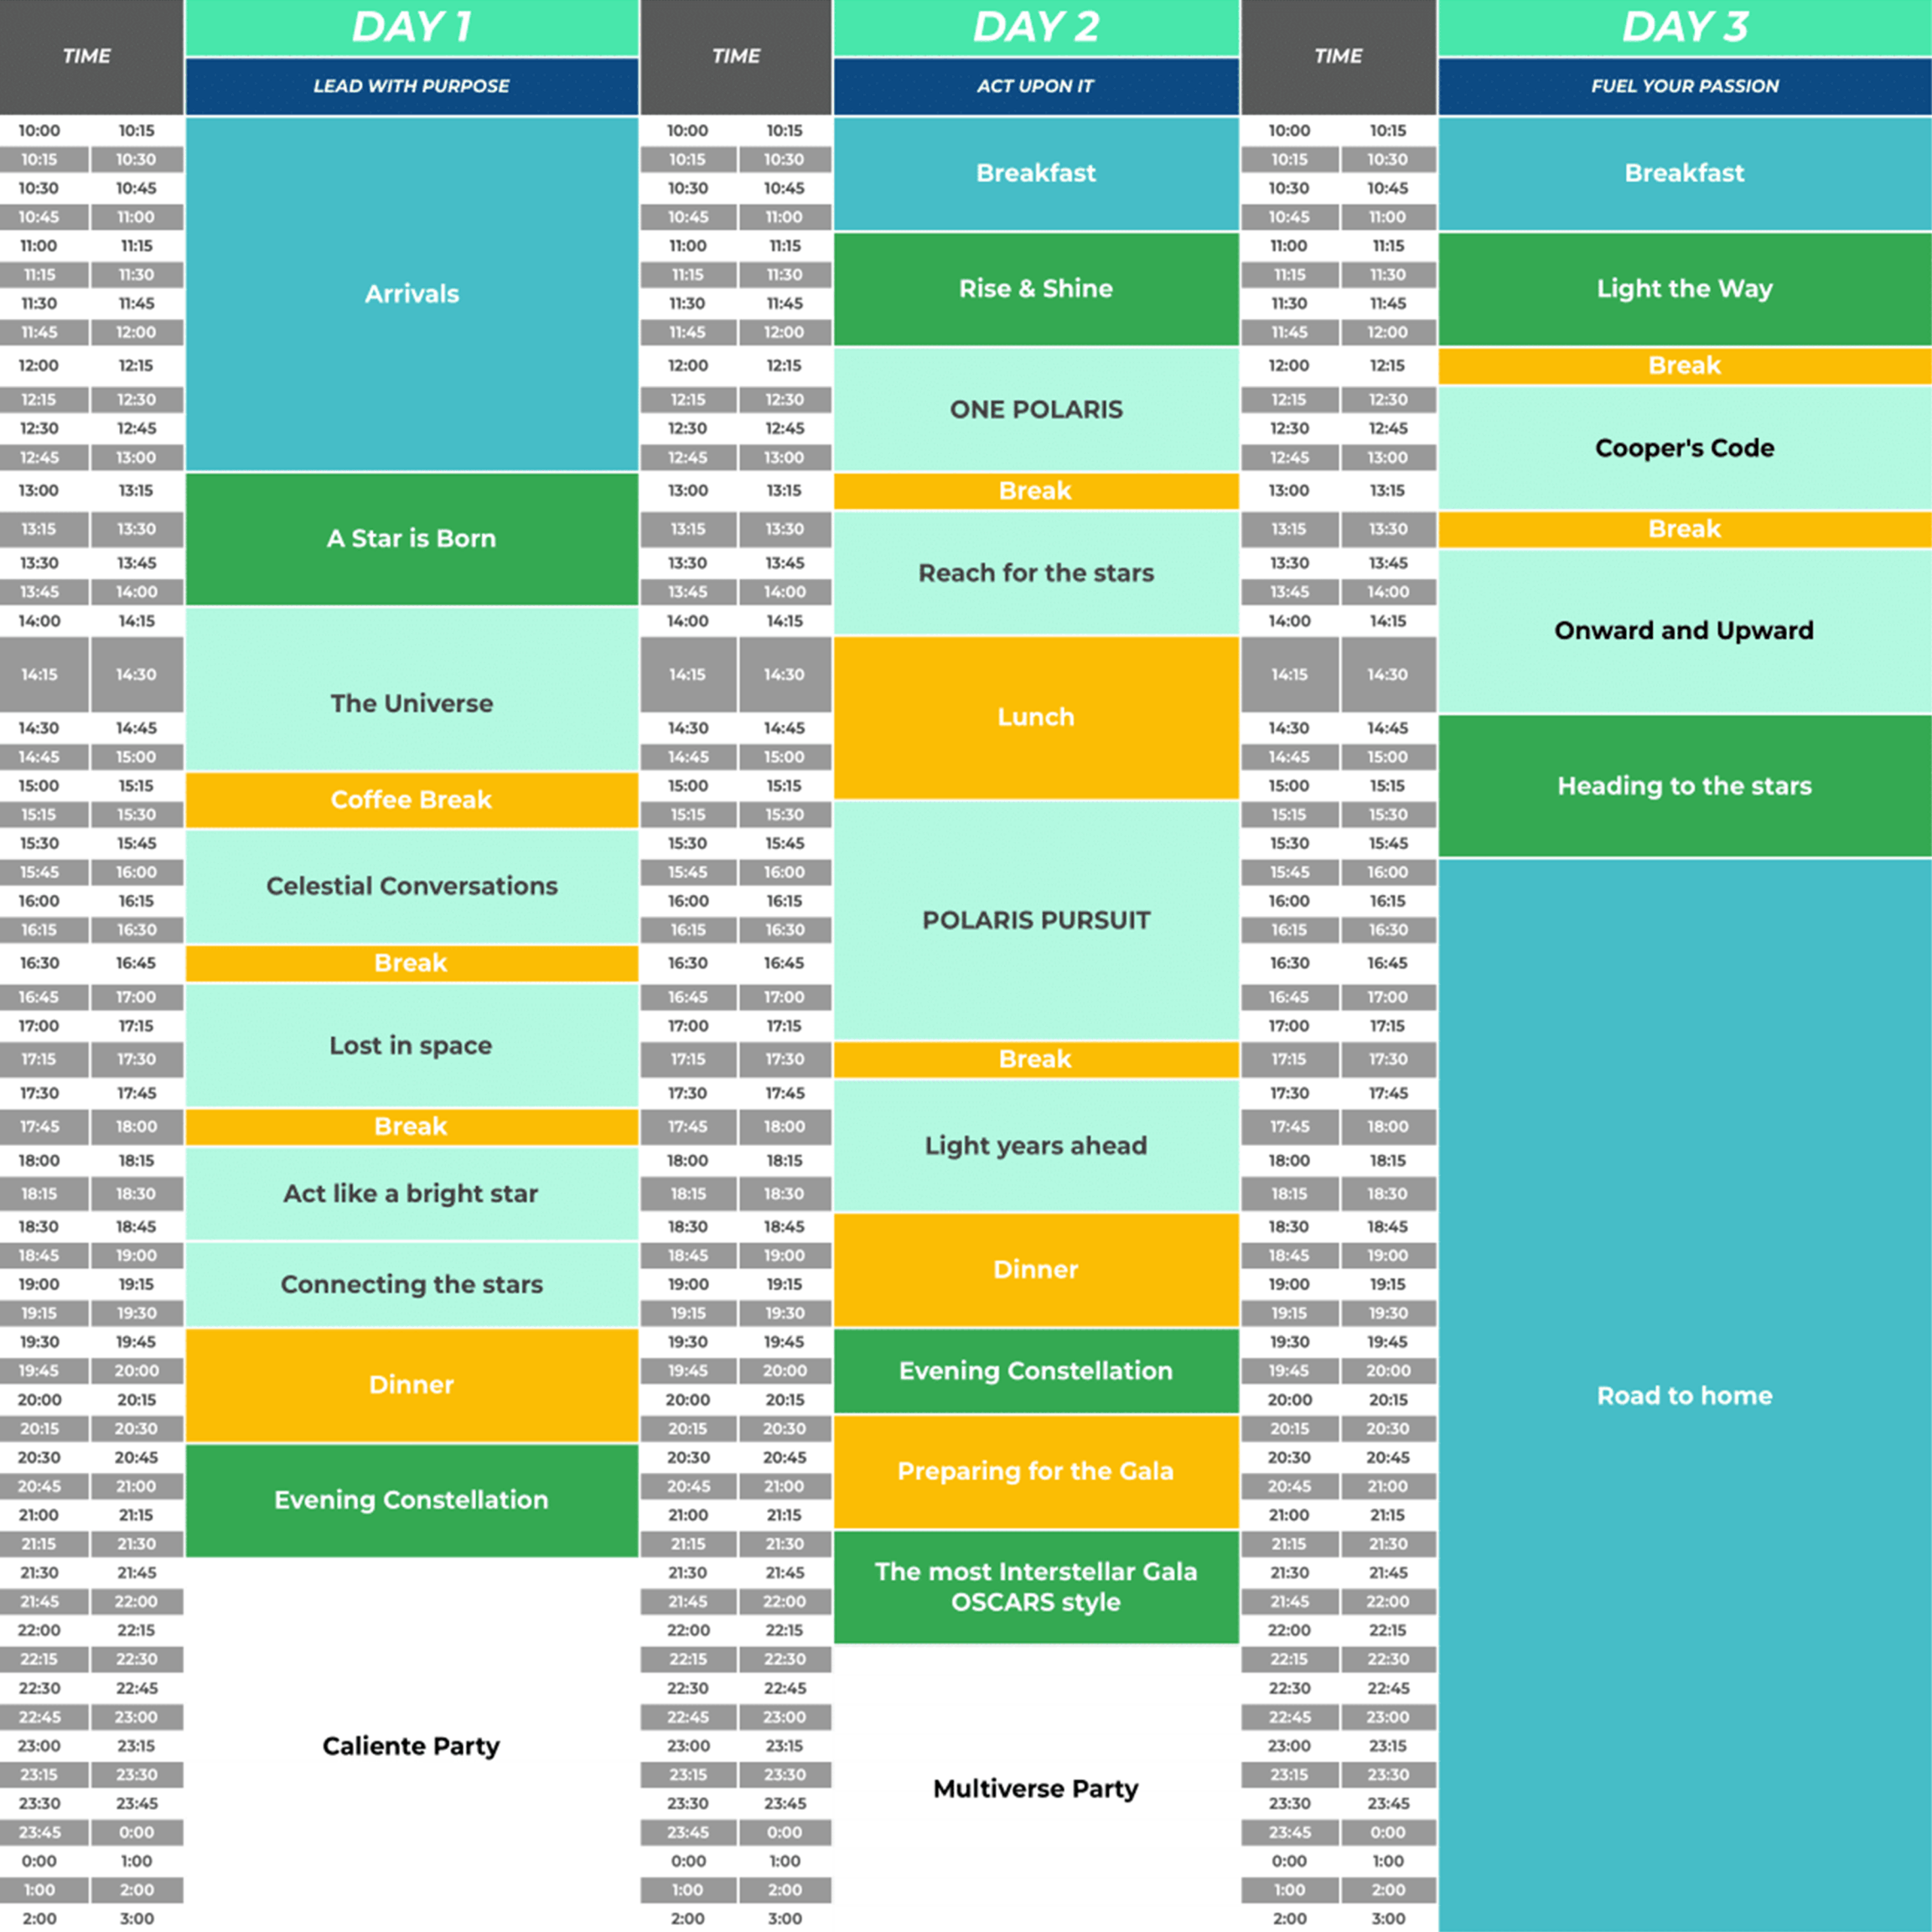 DAY 1 DAY 2 DAY 3
TIME TIME TIME
LEAD WITH PURPOSE ACT UPON IT FUEL YOUR PASSION
10:00 10:15 10:00 10:15 10:00 10:15
10:15 10:30 10:15 10:30 Breakfast 10:15 10:30 Breakfast
10:30 10:45 10:30 10:45 10:30 10:45
10:45 11:00 10:45 11:00 10:45 11:00
11:00 11:15 11:00 11:15 11:00 11:15
11:15 11:30 11:15 11:30 Rise & Shine 11:15 11:30 Light the Way
11:30 11:45 Arrivals 11:30 11:45 11:30 11:45
11:45 12:00 11:45 12:00 11:45 12:00
12:00 12:15 12:00 12:15 12:00 12:15 Break
12:15 12:30 12:15 12:30 ONE POLARIS 12:15 12:30
12:30 12:45 12:30 12:45 12:30 12:45
12:45 13:00 12:45 13:00 12:45 13:00 Cooper's Code
13:00 13:15 13:00 13:15 Break 13:00 13:15
13:15 13:30 A Star is Born 13:15 13:30 13:15 13:30 Break
13:30 13:45 13:30 13:45 Reach for the stars 13:30 13:45
13:45 14:00 13:45 14:00 13:45 14:00
14:00 14:15 14:00 14:15 14:00 14:15 Onward and Upward
14:15 14:30 14:15 14:30 14:15 14:30
The Universe Lunch
14:30 14:45 14:30 14:45 14:30 14:45
14:45 15:00 14:45 15:00 14:45 15:00
15:00 15:15 15:00 15:15 15:00 15:15 Heading to the stars
15:15 15:30 Coffee Break 15:15 15:30 15:15 15:30
15:30 15:45 15:30 15:45 15:30 15:45
15:45 16:00 Celestial Conversations 15:45 16:00 15:45 16:00
16:00 16:15 16:00 16:15 16:00 16:15
16:15 16:30 16:15 16:30 POLARIS PURSUIT 16:15 16:30
16:30 16:45 Break 16:30 16:45 16:30 16:45
16:45 17:00 16:45 17:00 16:45 17:00
17:00 17:15 17:00 17:15 17:00 17:15
17:15 17:30 Lost in space 17:15 17:30 Break 17:15 17:30
17:30 17:45 17:30 17:45 17:30 17:45
17:45 18:00 Break 17:45 18:00 17:45 18:00
18:00 18:15 18:00 18:15 Light years ahead 18:00 18:15
18:15 18:30 Act like a bright star 18:15 18:30 18:15 18:30
18:30 18:45 18:30 18:45 18:30 18:45
18:45 19:00 18:45 19:00 Dinner 18:45 19:00
19:00 19:15 Connecting the stars 19:00 19:15 19:00 19:15
19:15 19:30 19:15 19:30 19:15 19:30
19:30 19:45 19:30 19:45 19:30 19:45
19:45 20:00 Dinner 19:45 20:00 Evening Constellation 19:45 20:00
20:00 20:15 20:00 20:15 20:00 20:15 Road to home
20:15 20:30 20:15 20:30 20:15 20:30
20:30 20:45 20:30 20:45 Preparing for the Gala 20:30 20:45
20:45 21:00 Evening Constellation 20:45 21:00 20:45 21:00
21:00 21:15 21:00 21:15 21:00 21:15
21:15 21:30 21:15 21:30 21:15 21:30
21:30 21:45 21:30 21:45 The most Interstellar Gala 21:30 21:45
21:45 22:00 21:45 22:00 OSCARS style 21:45 22:00
22:00 22:15 22:00 22:15 22:00 22:15
22:15 22:30 22:15 22:30 22:15 22:30
22:30 22:45 22:30 22:45 22:30 22:45
22:45 23:00 22:45 23:00 22:45 23:00
23:00 23:15 Caliente Party 23:00 23:15 23:00 23:15
23:15 23:30 23:15 23:30 Multiverse Party 23:15 23:30
23:30 23:45 23:30 23:45 23:30 23:45
23:45 0:00 23:45 0:00 23:45 0:00
0:00 1:00 0:00 1:00 0:00 1:00
1:00 2:00 1:00 2:00 1:00 2:00
2:00 3:00 2:00 3:00 2:00 3:00